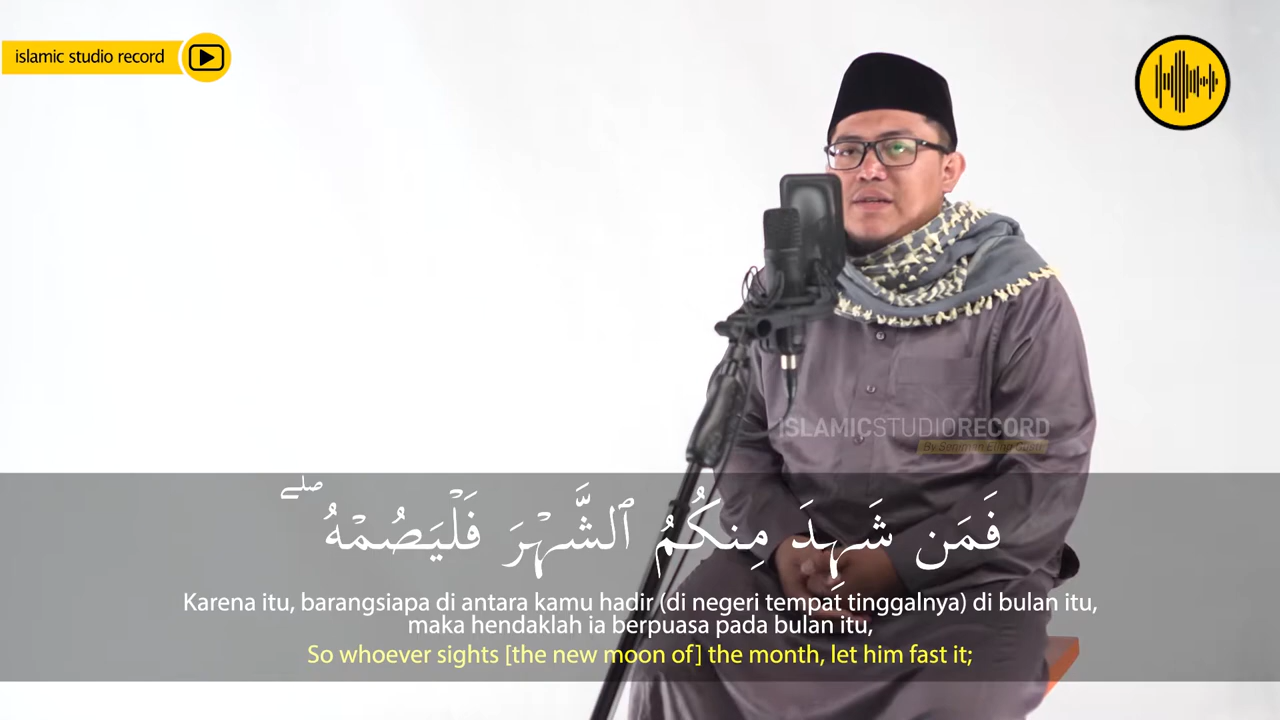 islamic studio record
ISLAMICSTUDIORECORD
فَمَن شَهِدَ مِنكُمُ ٱلشَّهْرَ فَلْيَصُمْهُ ۖ
Karena itu, barangsiapa di antara kamu hadir (di negeri tempat tinggalnya) di bulan itu,
maka hendaklah ia berpuasa pada bulan itu,
So whoever sights [the new moon of] the month, let him fast it;